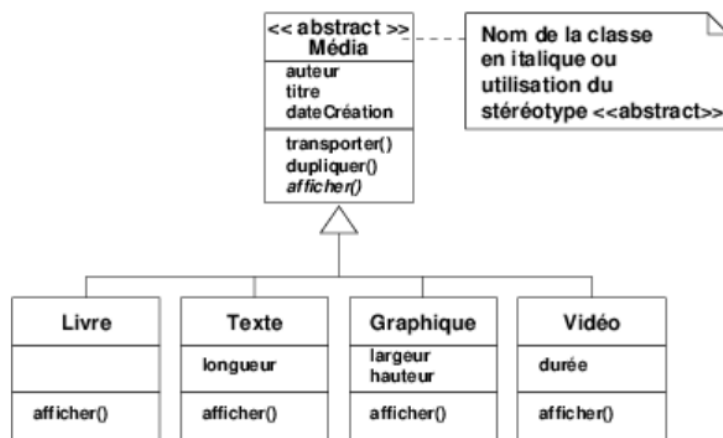 << abstract >>
Média
auteur
titre
dateCréation
transporter()
dupliquer()
afficher()
Nom de la classe
en italique ou
utilisation du
stéréotype <<abstract>>
Livre
afficher()
Texte
longueur
afficher()
Graphique
largeur
hauteur
afficher()
Vidéo
durée
afficher()